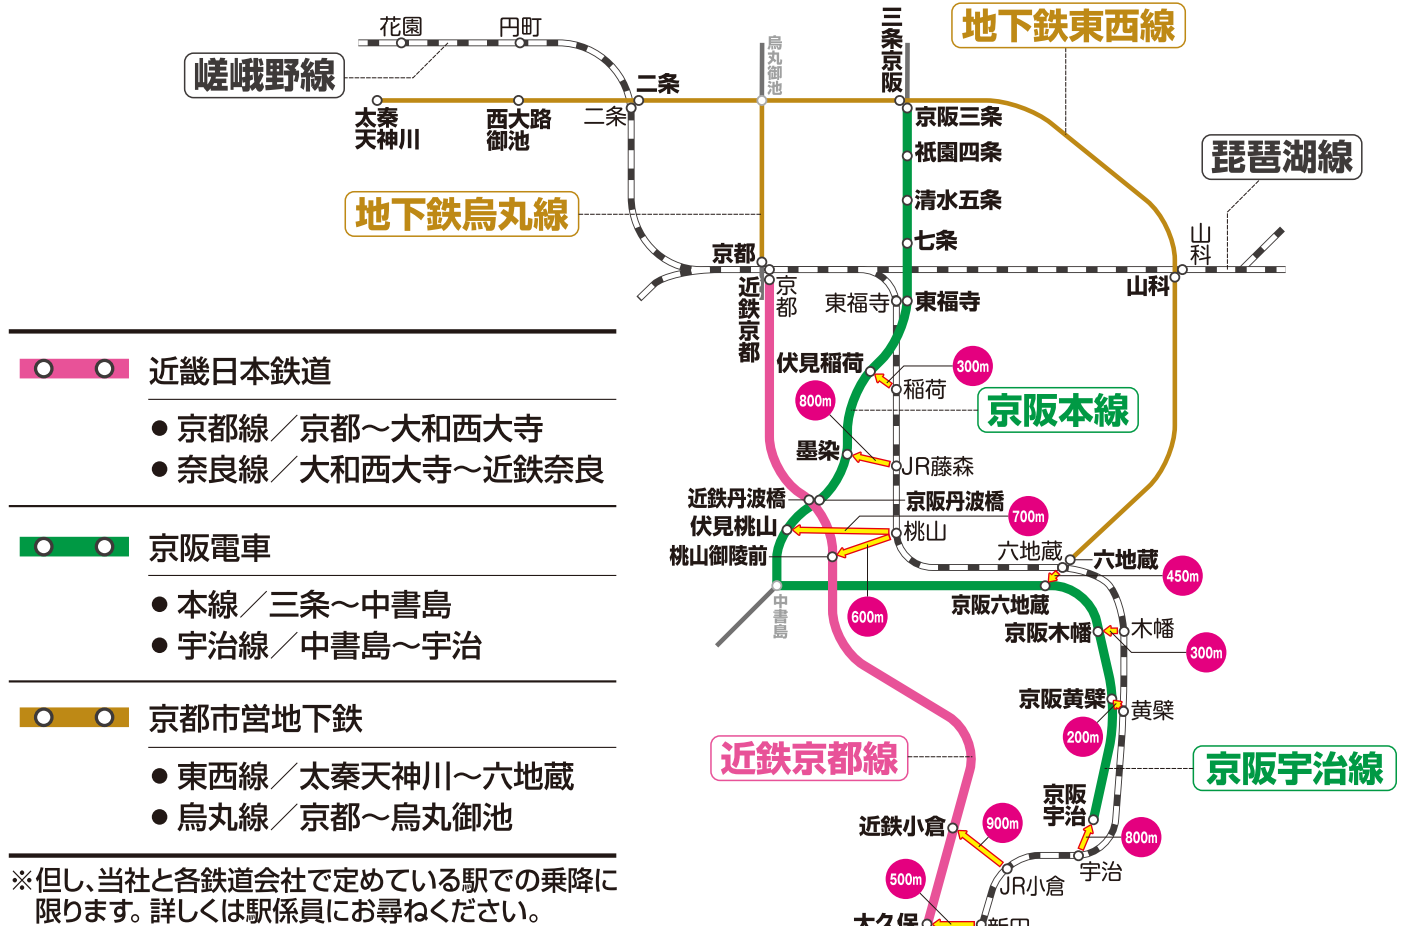 花園
円町
嵯峨野線
太秦
天神川
西大路
御池
二条
二条
烏丸御池
三条京阪
地下鉄東西線
京阪三条
祇園四条
清水五条
七条
琵琶湖線
地下鉄烏丸線
京都
京都
近鉄京都
山科
山科
東福寺
東福寺
伏見稲荷
300m
稲荷
800m
京阪本線
墨染
JR藤森
近鉄丹波橋
京阪丹波橋
伏見桃山
700m
桃山
桃山御陵前
600m
六地蔵
六地蔵
450m
中書島
京阪六地蔵
京阪木幡
木幡
300m
京阪黄檗
黄檗
200m
近鉄京都線
京阪宇治線
京阪
宇治
近鉄小倉
900m
800m
宇治
JR小倉
500m
大久保
新田
近畿日本鉄道
● 京都線／京都〜大和西大寺
● 奈良線／大和西大寺〜近鉄奈良
京阪電車
● 本線／三条〜中書島
● 宇治線／中書島〜宇治
京都市営地下鉄
● 東西線／太秦天神川〜六地蔵
● 烏丸線／京都〜烏丸御池
※但し、当社と各鉄道会社で定めている駅での乗降に
限ります。詳しくは駅係員にお尋ねください。